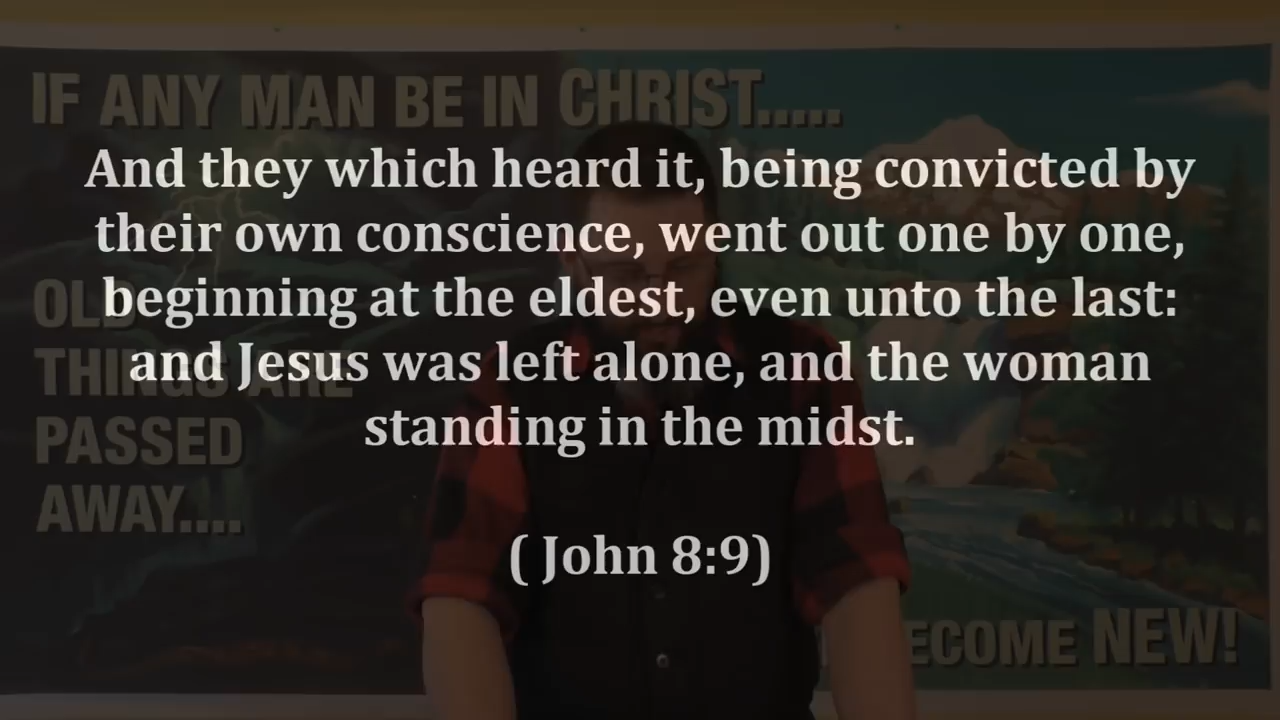 IF ANY MAN BE IN CHRIST.....
And they which heard it, being convicted by
their own conscience, went out one by one,
beginning at the eldest, even unto the last:
and Jesus was left alone, and the woman
standing in the midst.
( John 8:9)
OLD
THINGS ARE
PASSED
AWAY....
NEW!